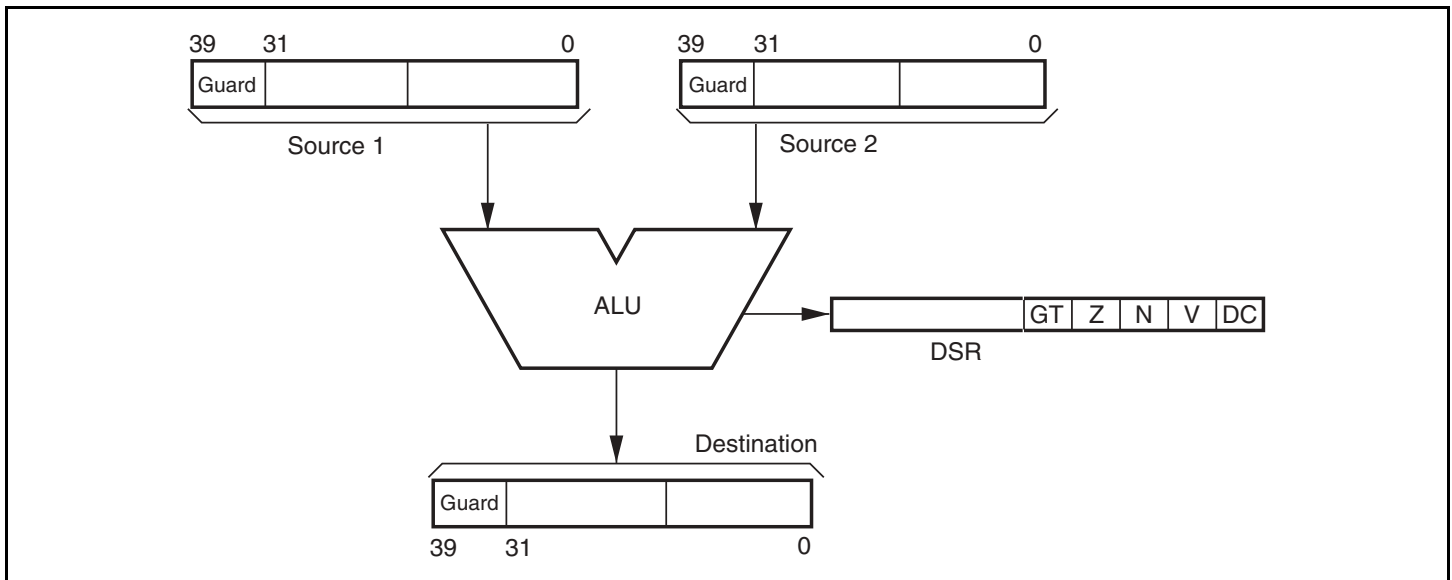 39 31 0 39 31 0
Guard Guard
Source 1 Source 2
ALU
GT Z N V DC
DSR
Destination
Guard
39 31 0